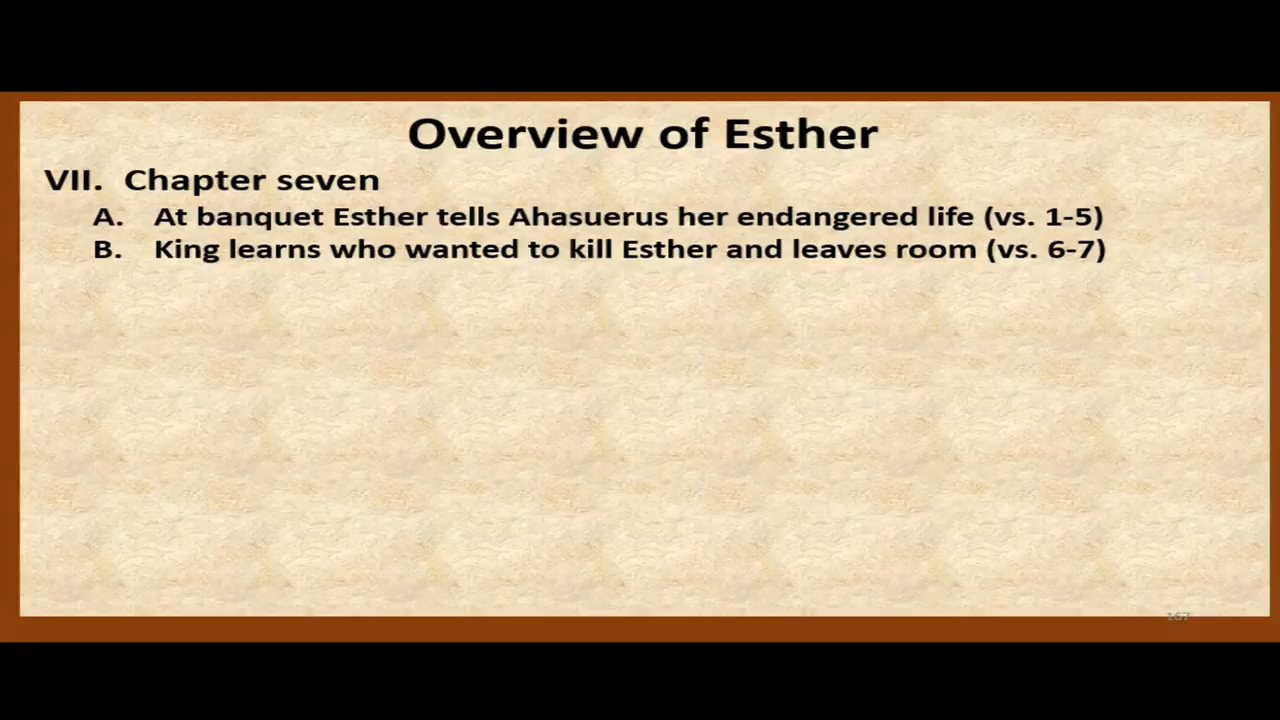 Overview of Esther
VII. Chapter seven
A. At banquet Esther tells Ahasuerus her endangered life (vs. 1-5)
B. King learns who wanted to kill Esther and leaves room (vs. 6-7)
167